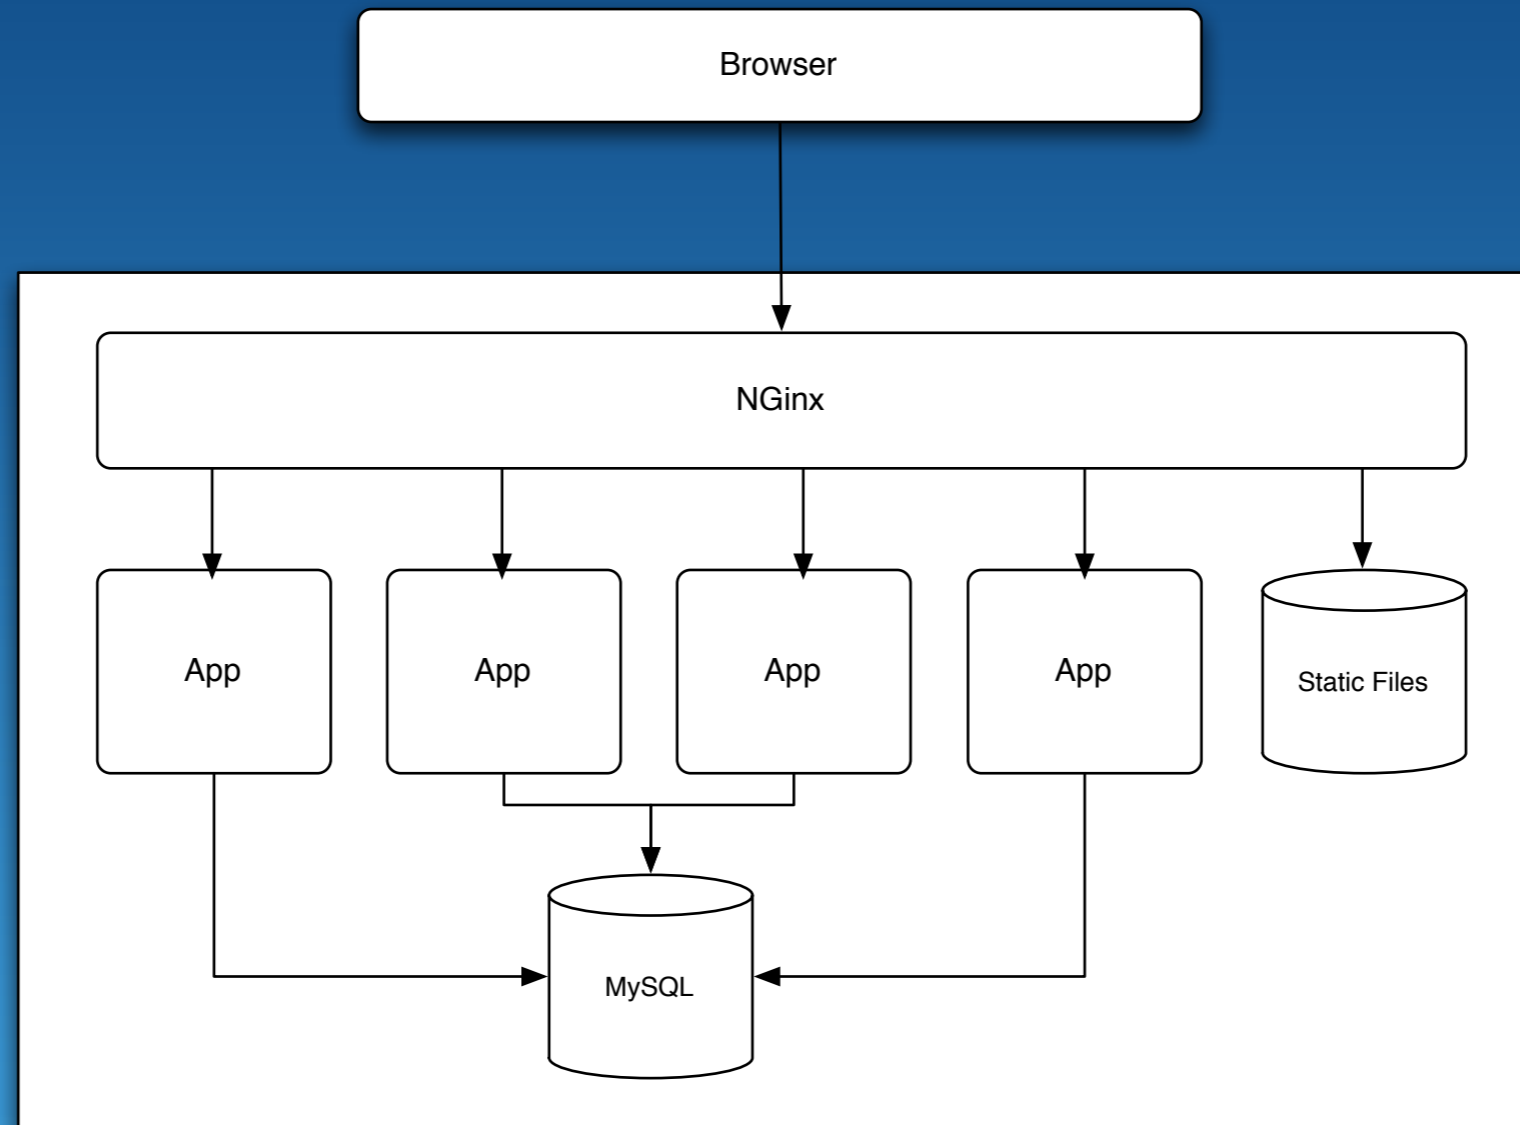 Browser
NGinx
App
App
App
App
Static Files
MySQL